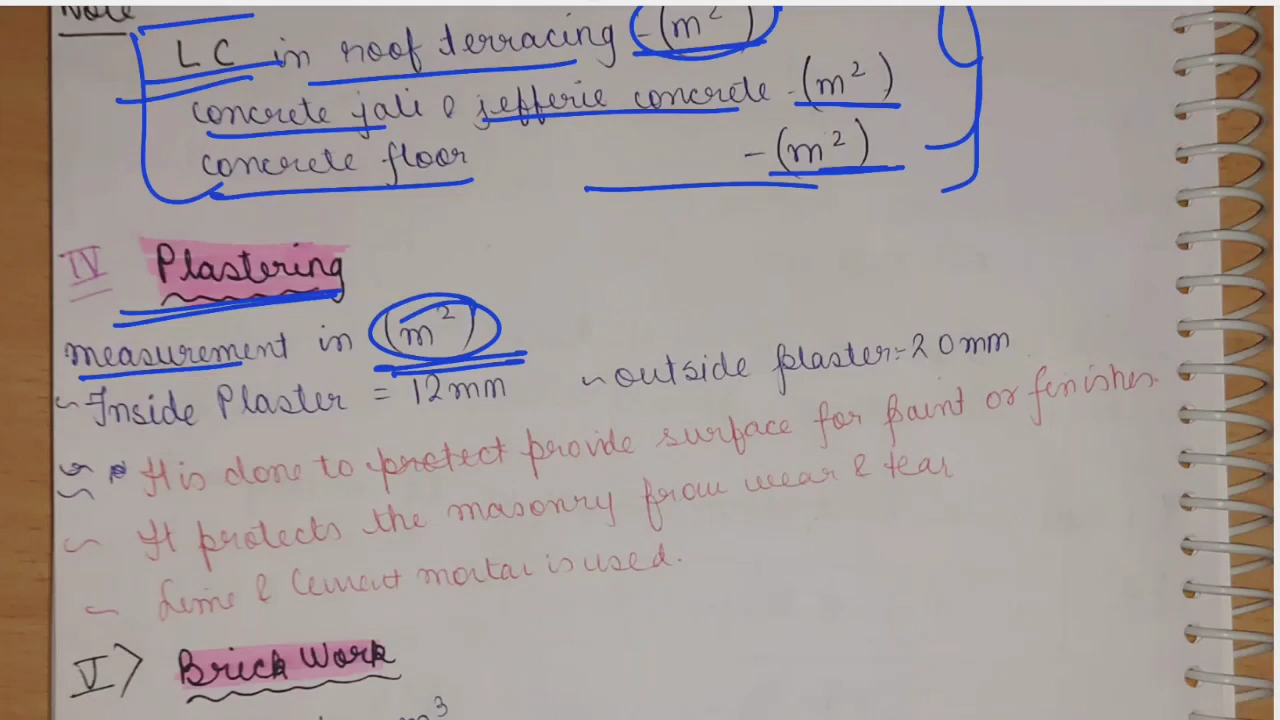 Note
LC in roof terracing - (m²)
concrete jali & jefferie concrete - (m²)
concrete floor - (m²)
IV Plastering
measurement in (m²)
~ Inside Plaster = 12mm ~ outside plaster = 20mm
~ It is done to protect provide surface for paint or finishes.
~ It protects the masonry from wear & tear
~ Lime & Cement mortar is used.
V> Brick Work
m³